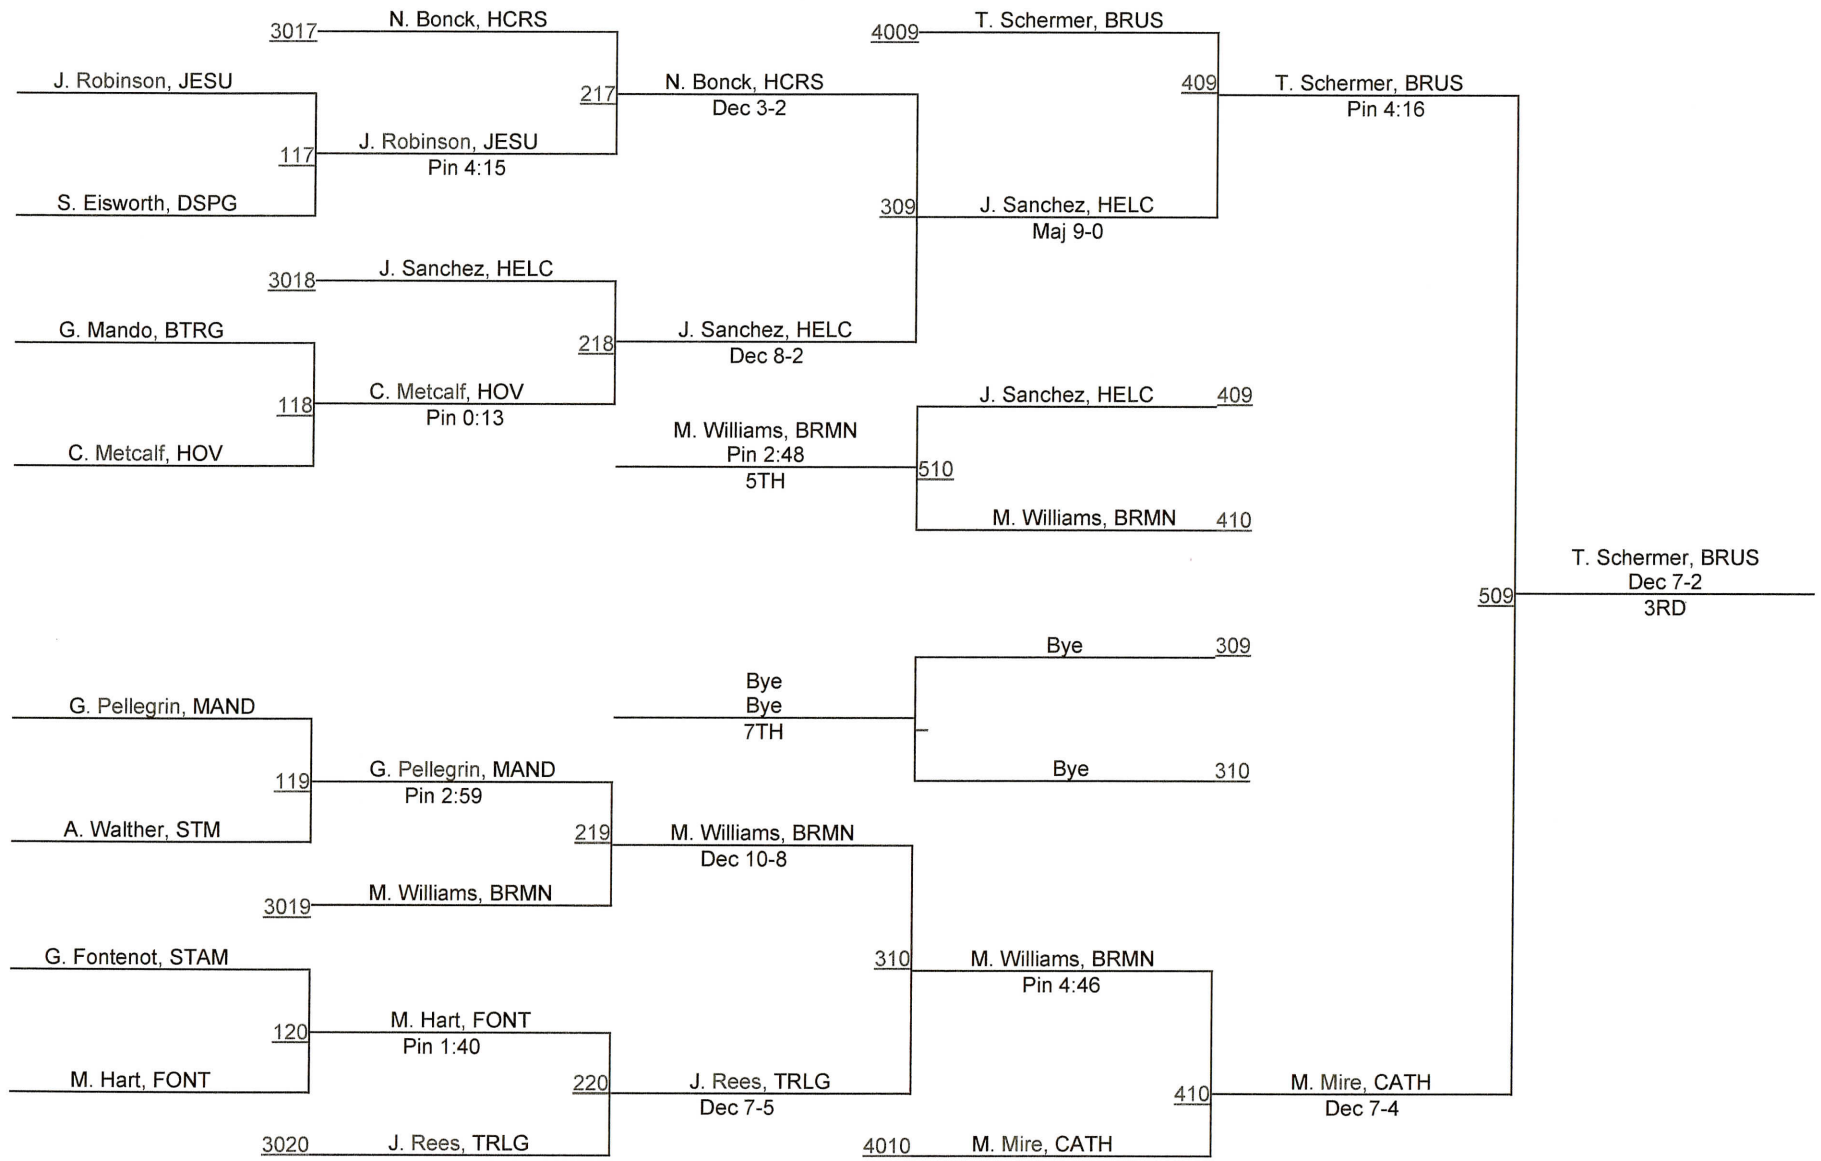 N. Bonck, HCRS
3017
T. Schermer, BRUS
4009
J. Robinson, JESU
217
N. Bonck, HCRS
Dec 3-2
409
T. Schermer, BRUS
Pin 4:16
117
J. Robinson, JESU
Pin 4:15
S. Eisworth, DSPG
309
J. Sanchez, HELC
Maj 9-0
3018
J. Sanchez, HELC
G. Mando, BTRG
218
J. Sanchez, HELC
Dec 8-2
118
C. Metcalf, HOV
Pin 0:13
J. Sanchez, HELC
409
C. Metcalf, HOV
M. Williams, BRMN
Pin 2:48
5TH
510
M. Williams, BRMN
410
T. Schermer, BRUS
Dec 7-2
3RD
509
Bye
309
Bye
Bye
7TH
Bye
310
G. Pellegrin, MAND
119
G. Pellegrin, MAND
Pin 2:59
A. Walther, STM
219
M. Williams, BRMN
Dec 10-8
3019
M. Williams, BRMN
G. Fontenot, STAM
310
M. Williams, BRMN
Pin 4:46
120
M. Hart, FONT
Pin 1:40
M. Hart, FONT
220
J. Rees, TRLG
Dec 7-5
410
M. Mire, CATH
Dec 7-4
3020
J. Rees, TRLG
4010
M. Mire, CATH